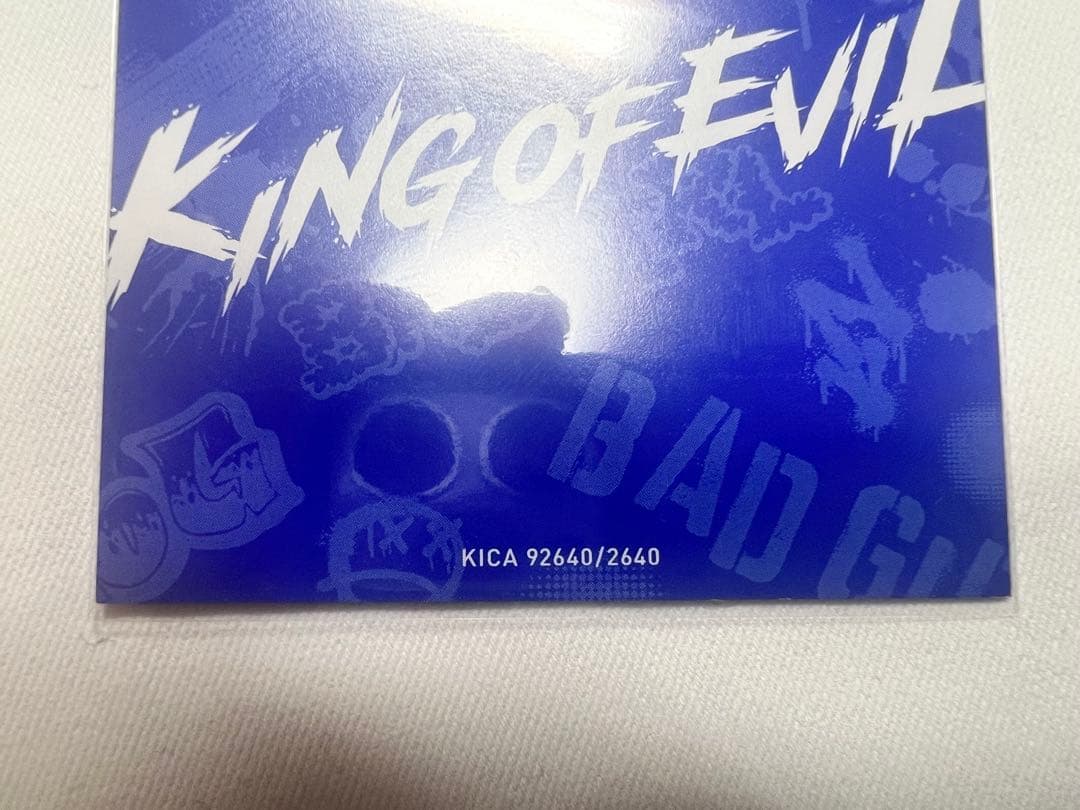 KING OF EVIL
BAD GU
KICA 92640/2640